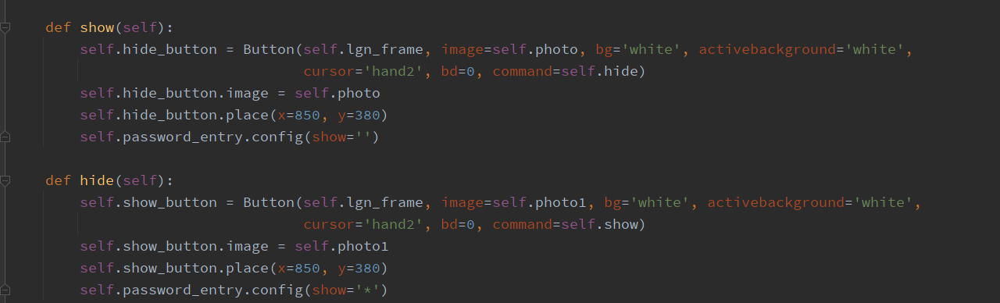 def show(self):
    self.hide_button = Button(self.lgn_frame, image=self.photo, bg='white', activebackground='white',
                              cursor='hand2', bd=0, command=self.hide)
    self.hide_button.image = self.photo
    self.hide_button.place(x=850, y=380)
    self.password_entry.config(show='')
def hide(self):
    self.show_button = Button(self.lgn_frame, image=self.photo1, bg='white', activebackground='white',
                              cursor='hand2', bd=0, command=self.show)
    self.show_button.image = self.photo1
    self.show_button.place(x=850, y=380)
    self.password_entry.config(show='*')